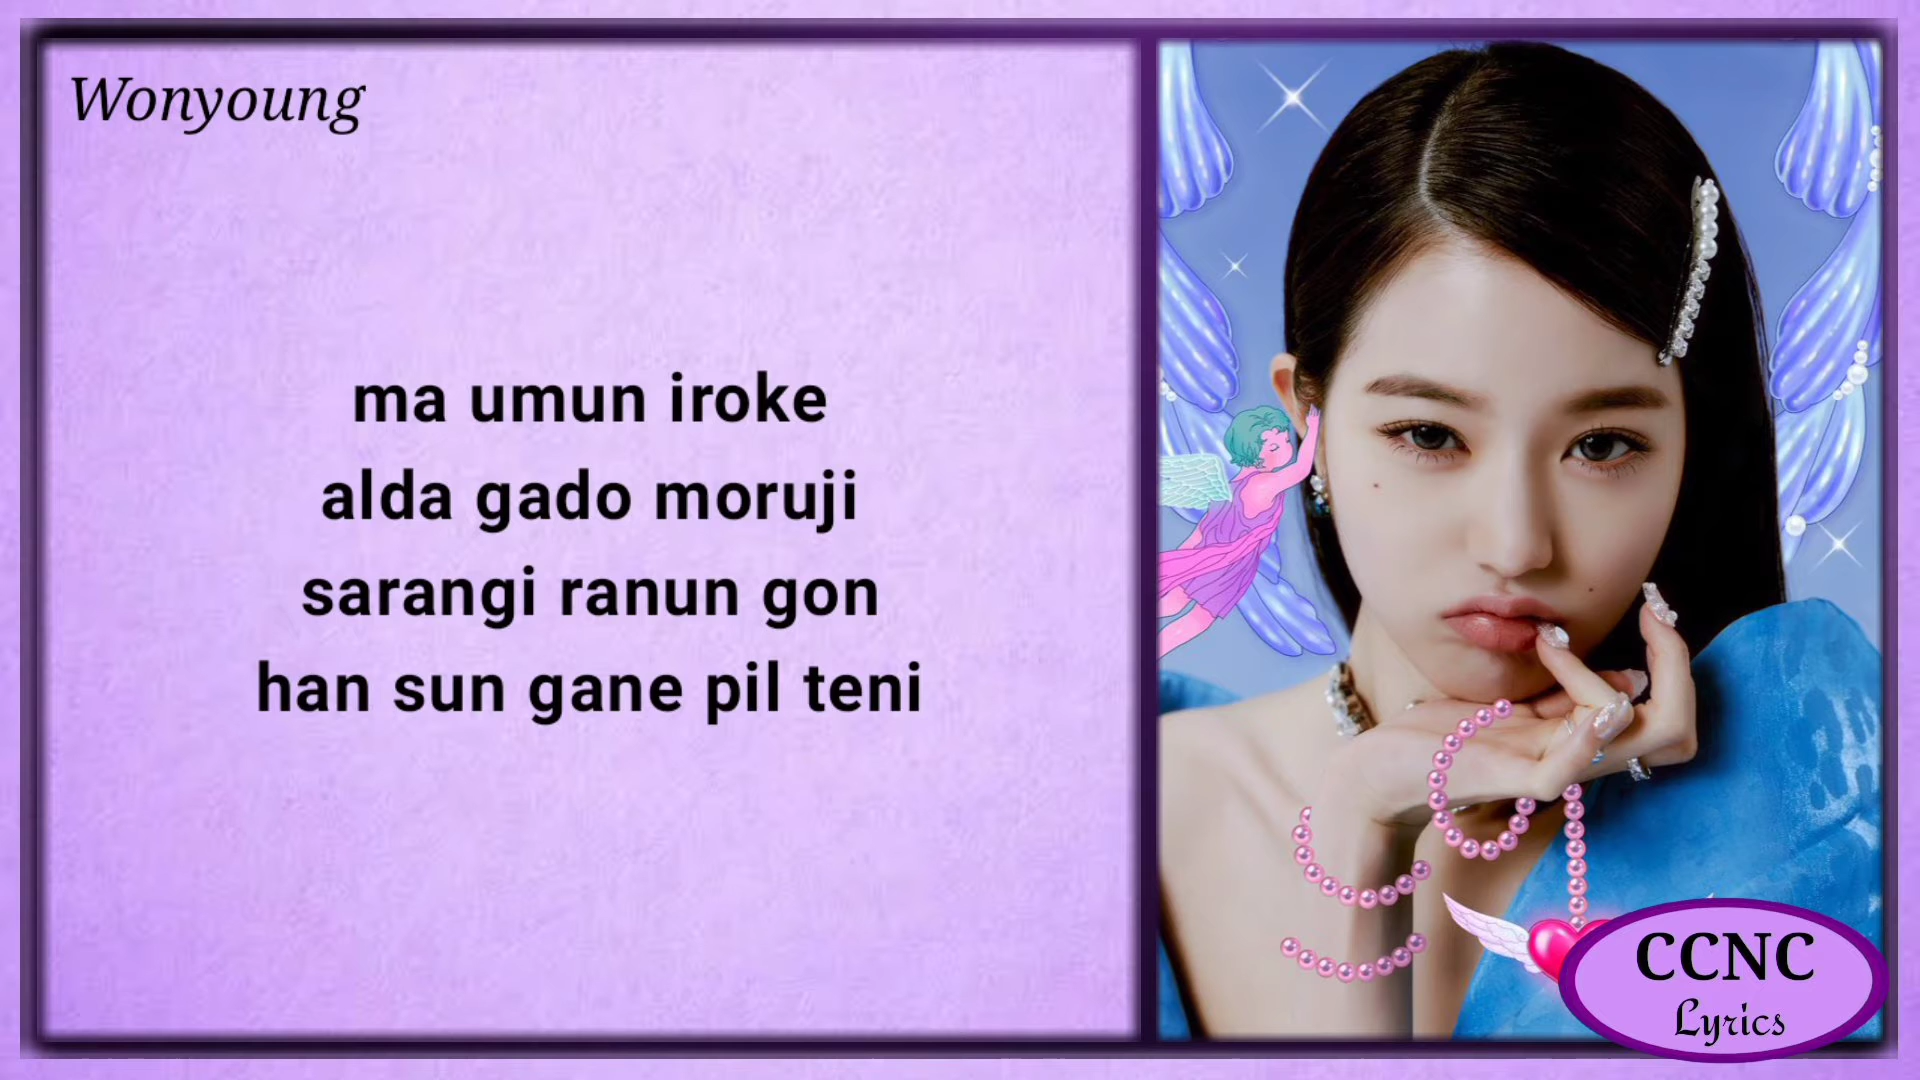 Wonyoung
ma umun iroke
alda gado moruji
sarangi ranun gon
han sun gane pil teni
CCNC
Lyrics